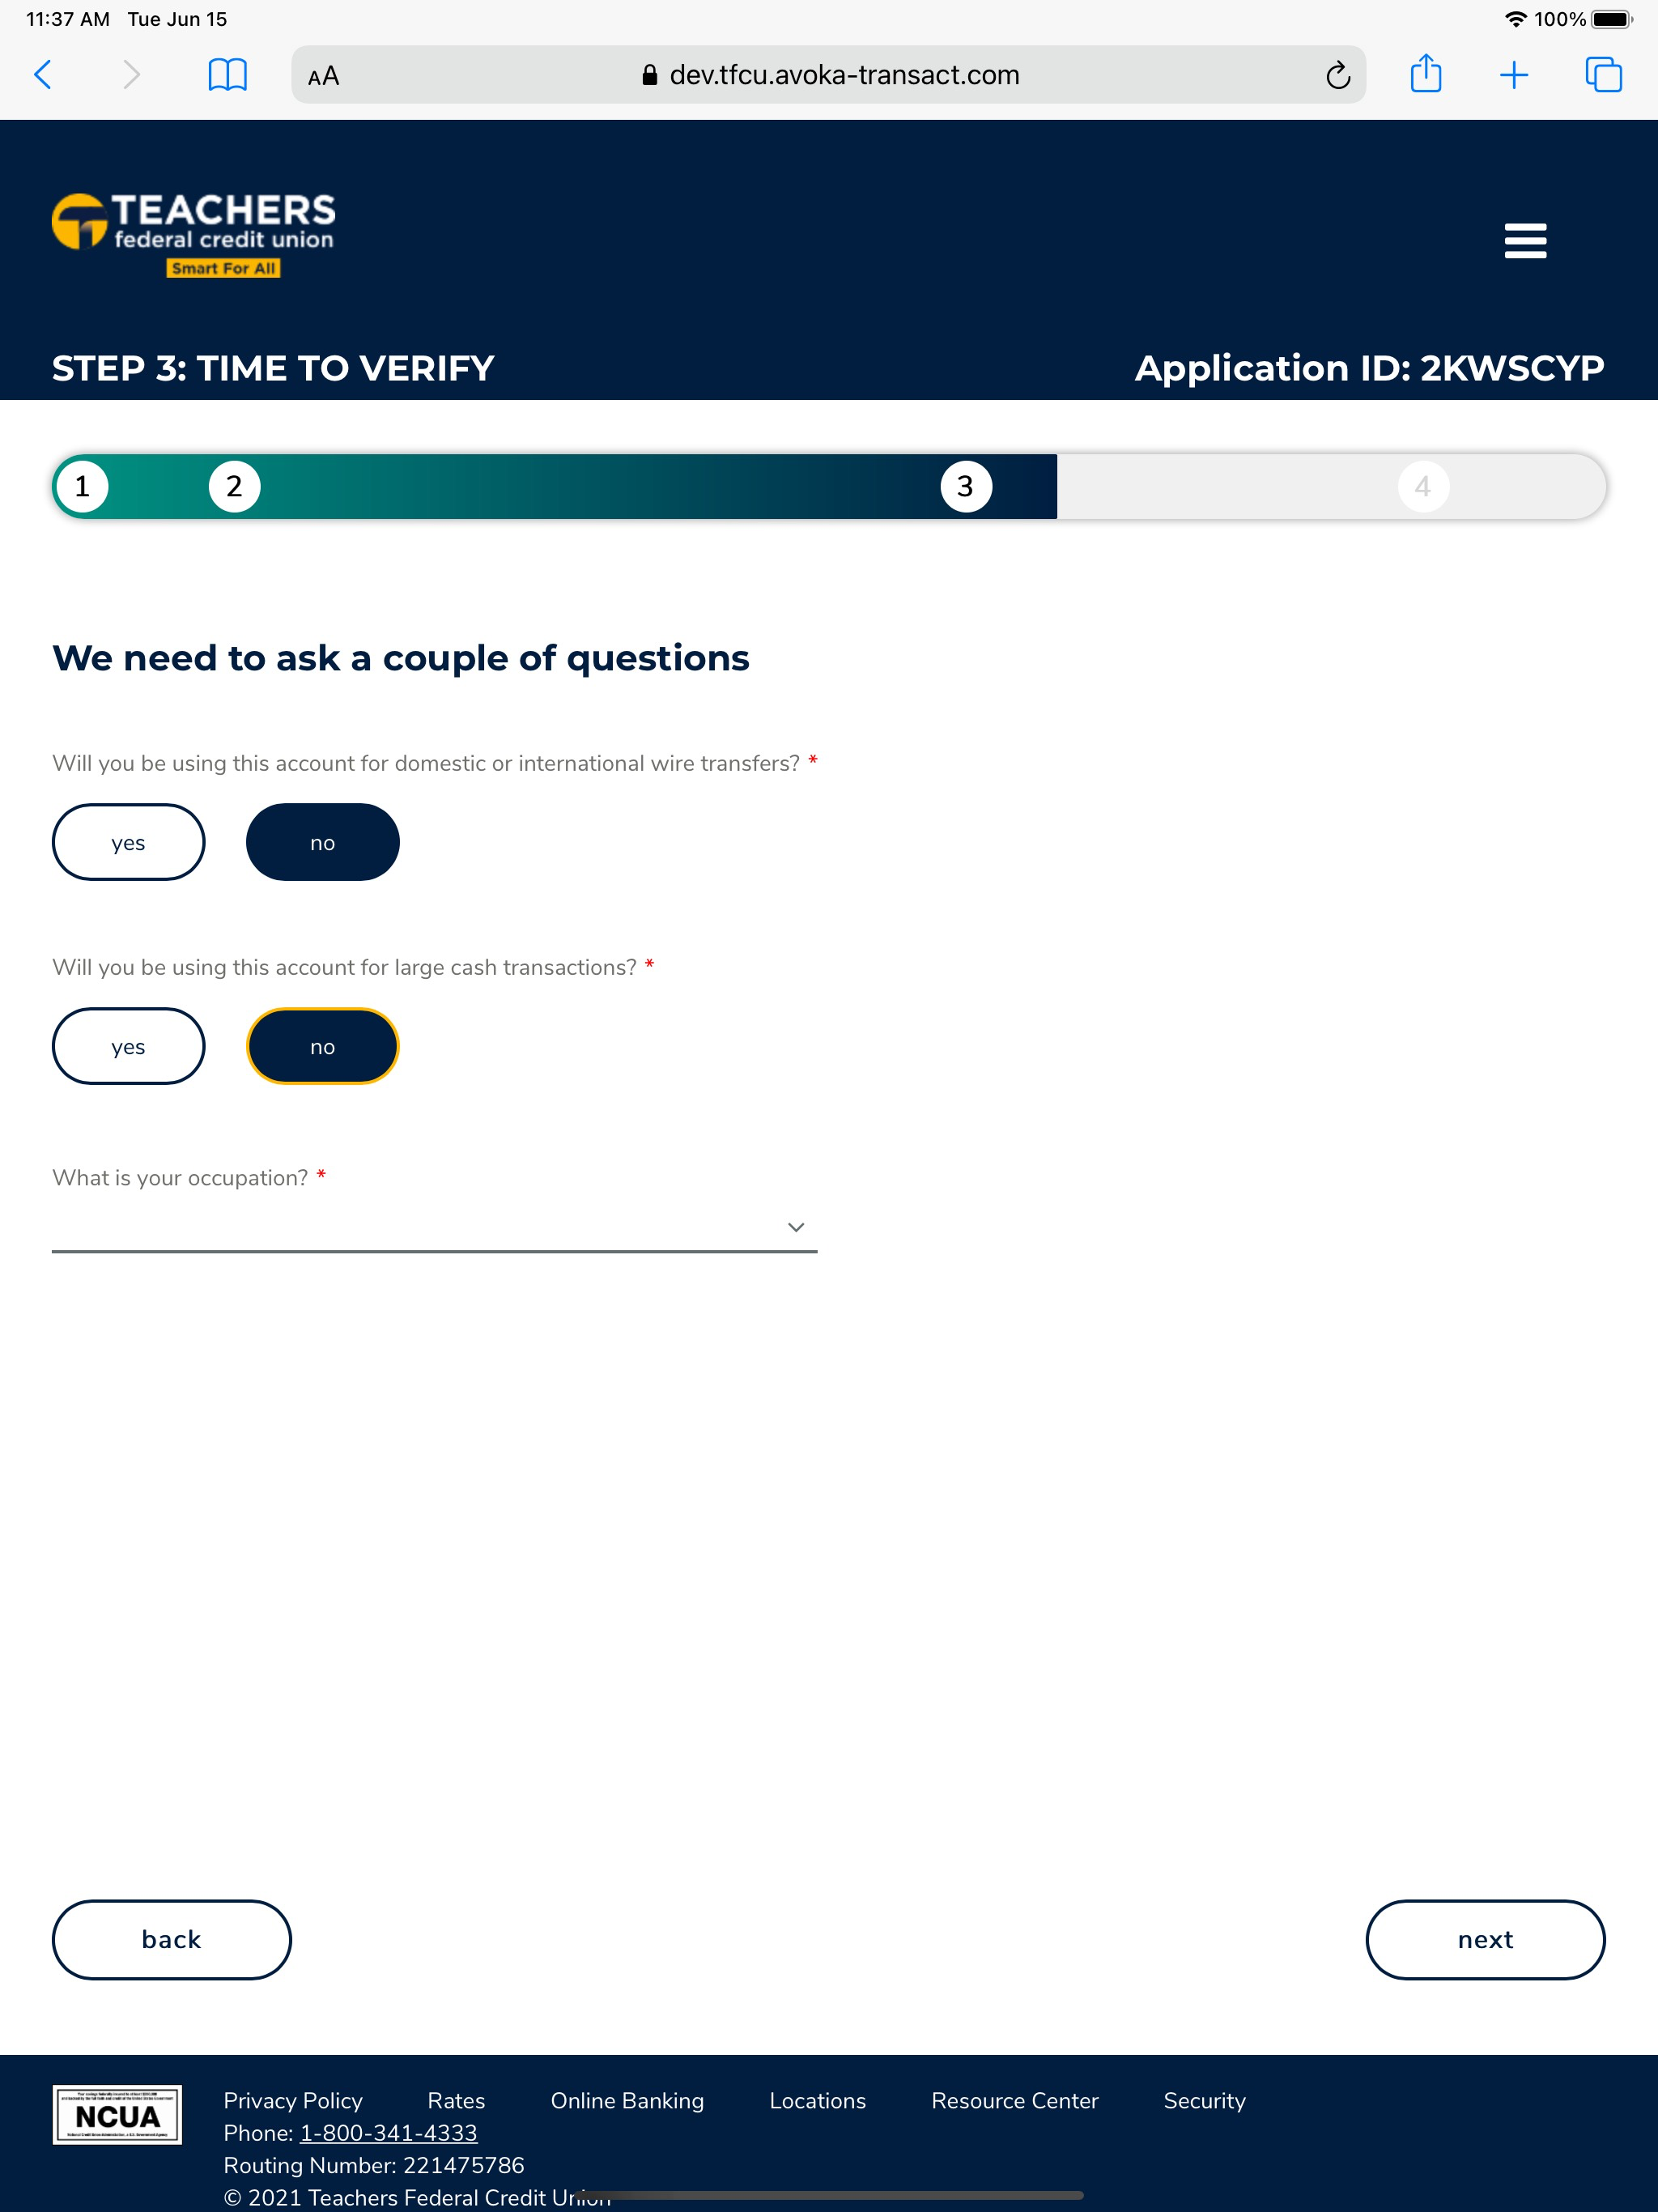 11:37 AM Tue Jun 15 100%
AA dev.tfcu.avoka-transact.com
TEACHERS
federal credit union
Smart For All
STEP 3: TIME TO VERIFY Application ID: 2KWSCYP
1 2 3 4
We need to ask a couple of questions
Will you be using this account for domestic or international wire transfers? *
yes no
Will you be using this account for large cash transactions? *
yes no
What is your occupation? *
back next
NCUA
Privacy Policy Rates Online Banking Locations Resource Center Security
Phone: 1-800-341-4333
Routing Number: 221475786
© 2021 Teachers Federal Credit Union